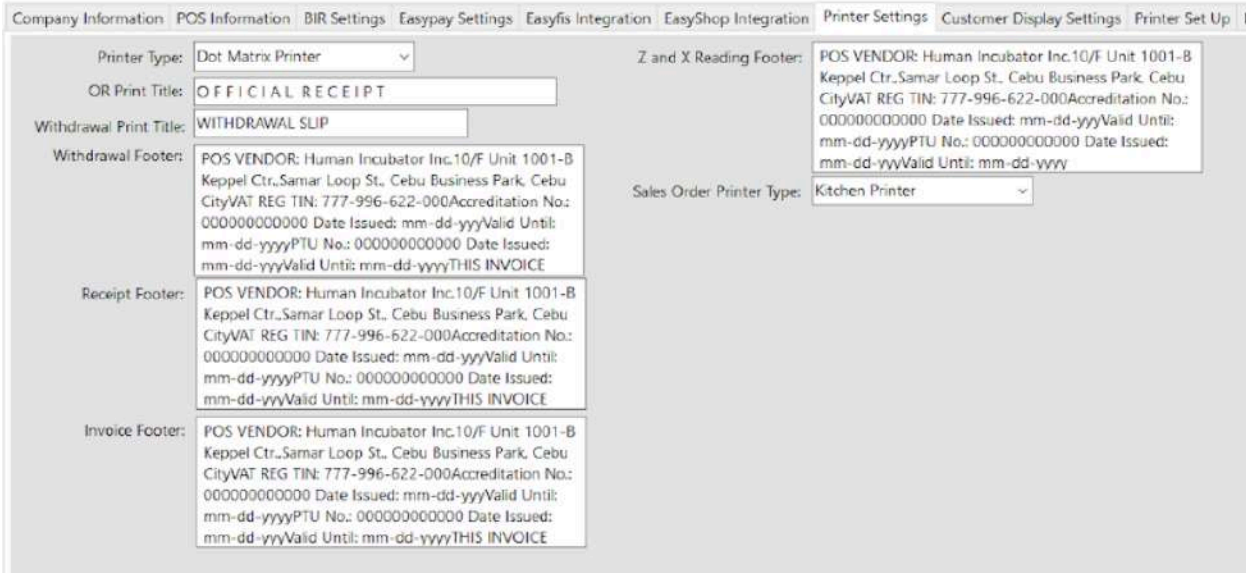 Company Information POS Information BIR Settings Easypay Settings Easyfis Integration EasyShop Integration Printer Settings Customer Display Settings Printer Set Up
Printer Type: Dot Matrix Printer
OR Print Title: O F F I C I A L  R E C E I P T
Withdrawal Print Title: WITHDRAWAL SLIP
Withdrawal Footer: POS VENDOR: Human Incubator Inc.10/F Unit 1001-B
Keppel Ctr.,Samar Loop St., Cebu Business Park, Cebu
CityVAT REG TIN: 777-996-622-000Accreditation No.:
000000000000 Date Issued: mm-dd-yyyValid Until:
mm-dd-yyyyPTU No.: 000000000000 Date Issued:
mm-dd-yyyValid Until: mm-dd-yyyyTHIS INVOICE
Receipt Footer: POS VENDOR: Human Incubator Inc.10/F Unit 1001-B
Keppel Ctr.,Samar Loop St., Cebu Business Park, Cebu
CityVAT REG TIN: 777-996-622-000Accreditation No.:
000000000000 Date Issued: mm-dd-yyyValid Until:
mm-dd-yyyyPTU No.: 000000000000 Date Issued:
mm-dd-yyyValid Until: mm-dd-yyyyTHIS INVOICE
Invoice Footer: POS VENDOR: Human Incubator Inc.10/F Unit 1001-B
Keppel Ctr.,Samar Loop St., Cebu Business Park, Cebu
CityVAT REG TIN: 777-996-622-000Accreditation No.:
000000000000 Date Issued: mm-dd-yyyValid Until:
mm-dd-yyyyPTU No.: 000000000000 Date Issued:
mm-dd-yyyValid Until: mm-dd-yyyyTHIS INVOICE
Z and X Reading Footer: POS VENDOR: Human Incubator Inc.10/F Unit 1001-B
Keppel Ctr.,Samar Loop St., Cebu Business Park, Cebu
CityVAT REG TIN: 777-996-622-000Accreditation No.:
000000000000 Date Issued: mm-dd-yyyValid Until:
mm-dd-yyyyPTU No.: 000000000000 Date Issued:
mm-dd-yyyValid Until: mm-dd-yyyy
Sales Order Printer Type: Kitchen Printer